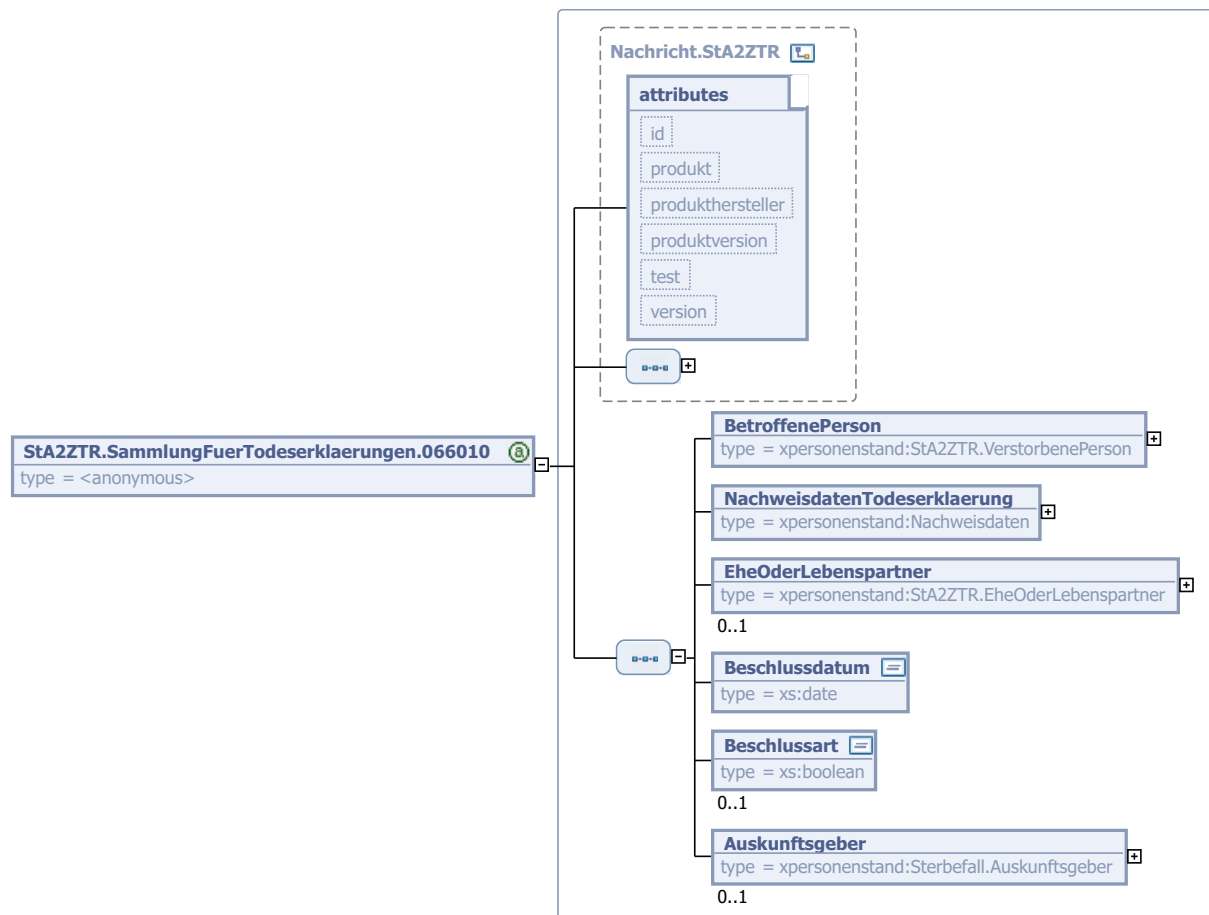 Nachricht.StA2ZTR
attributes
id
produkt
produkthersteller
produktversion
test
version
StA2ZTR.SammlungFuerTodeserklaerungen.066010
type = <anonymous>
BetroffenePerson
type = xpersonenstand:StA2ZTR.VerstorbenePerson
NachweisdatenTodeserklaerung
type = xpersonenstand:Nachweisdaten
EheOderLebenspartner
type = xpersonenstand:StA2ZTR.EheOderLebenspartner
0..1
Beschlussdatum
type = xs:date
Beschlussart
type = xs:boolean
0..1
Auskunftsgeber
type = xpersonenstand:Sterbefall.Auskunftsgeber
0..1